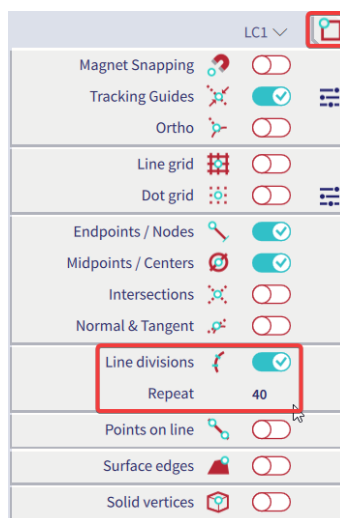 LC1
Magnet Snapping
Tracking Guides
Ortho
Line grid
Dot grid
Endpoints / Nodes
Midpoints / Centers
Intersections
Normal & Tangent
Line divisions
Repeat 40
Points on line
Surface edges
Solid vertices